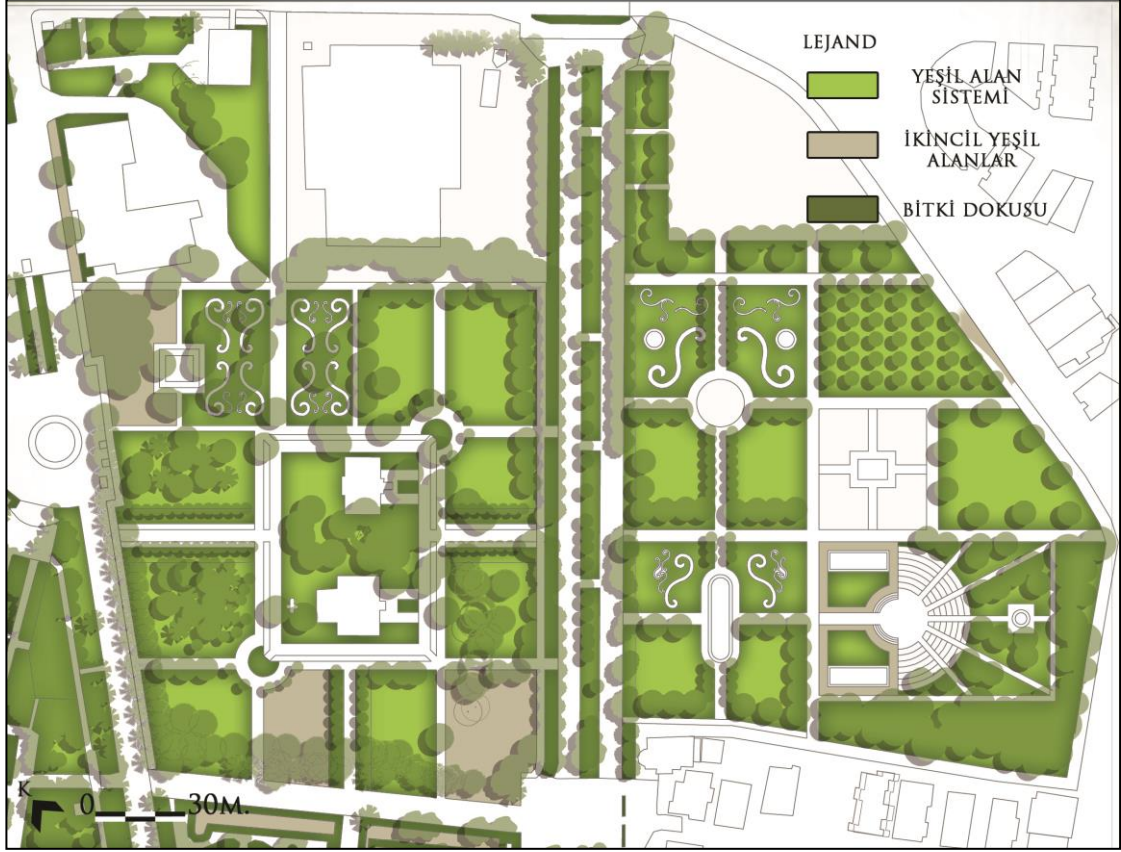 LEJAND
YEŞİL ALAN
SİSTEMİ
İKİNCİL YEŞİL
ALANLAR
BİTKİ DOKUSU
K
0 30M.